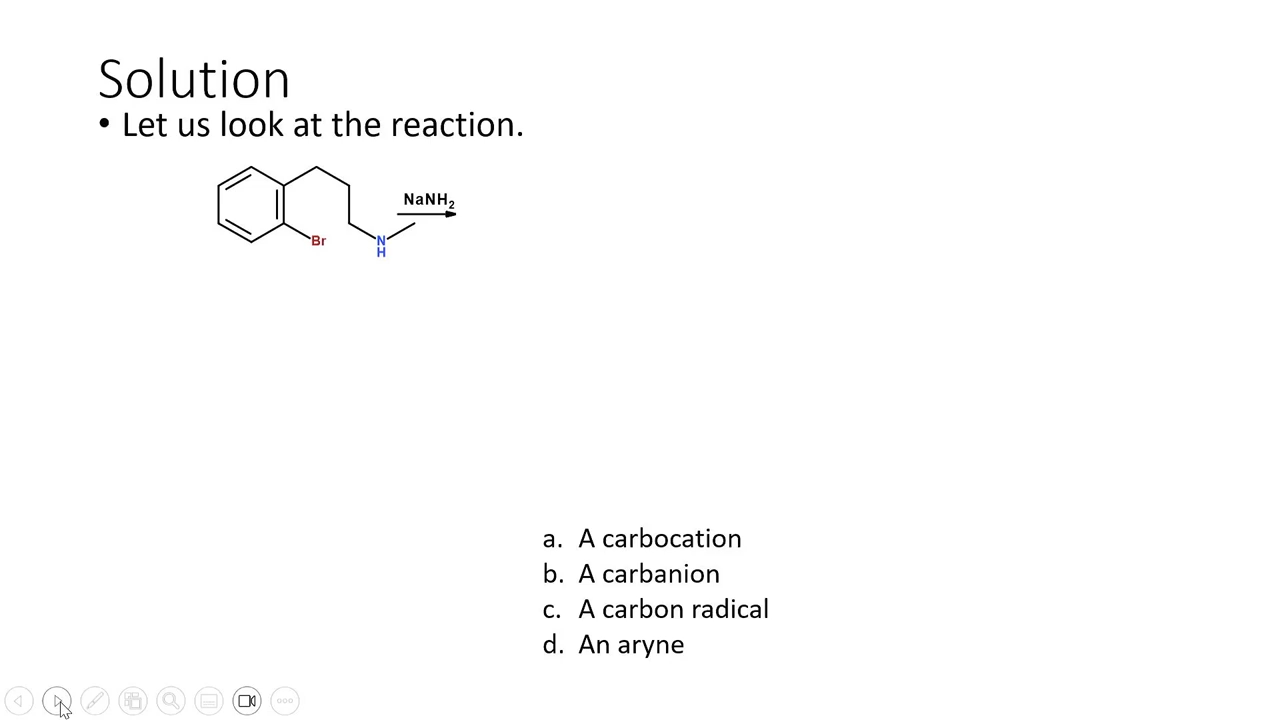 Solution
• Let us look at the reaction.
NaNH₂
Br
N
H
a. A carbocation
b. A carbanion
c. A carbon radical
d. An aryne